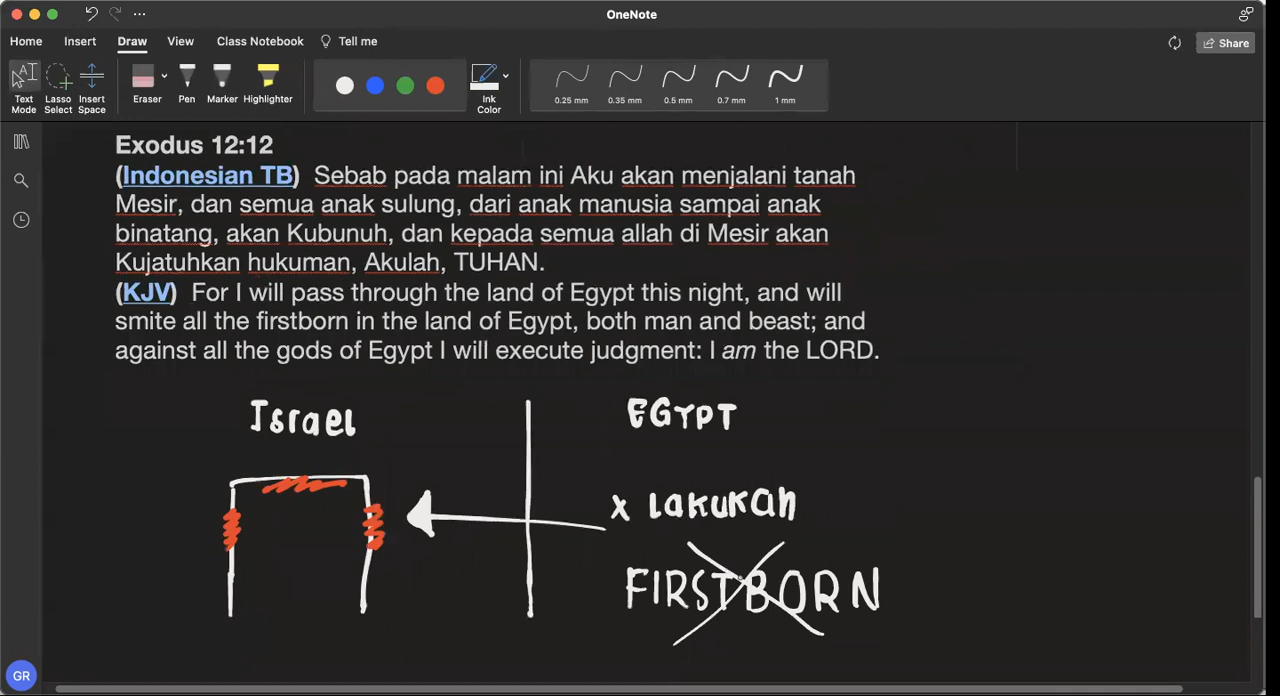 OneNote
Home Insert Draw View Class Notebook Tell me
Share
Text Mode
Lasso Select
Insert Space
Eraser
Pen
Marker
Highlighter
Ink Color
0.25 mm
0.35 mm
0.5 mm
0.7 mm
1 mm
Exodus 12:12
(Indonesian TB) Sebab pada malam ini Aku akan menjalani tanah
Mesir, dan semua anak sulung, dari anak manusia sampai anak
binatang, akan Kubunuh, dan kepada semua allah di Mesir akan
Kujatuhkan hukuman, Akulah, TUHAN.
(KJV) For I will pass through the land of Egypt this night, and will
smite all the firstborn in the land of Egypt, both man and beast; and
against all the gods of Egypt I will execute judgment: I am the LORD.
Israel
EGYPT
x Lakukan
FIRSTBORN
GR